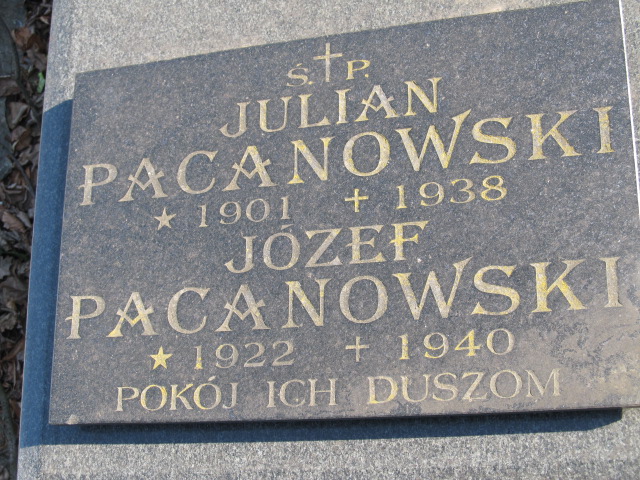 Ś.†P.
JULIAN
PACANOWSKI
★ 1901 + 1938
JÓZEF
PACANOWSKI
★ 1922 + 1940
POKÓJ ICH DUSZOM